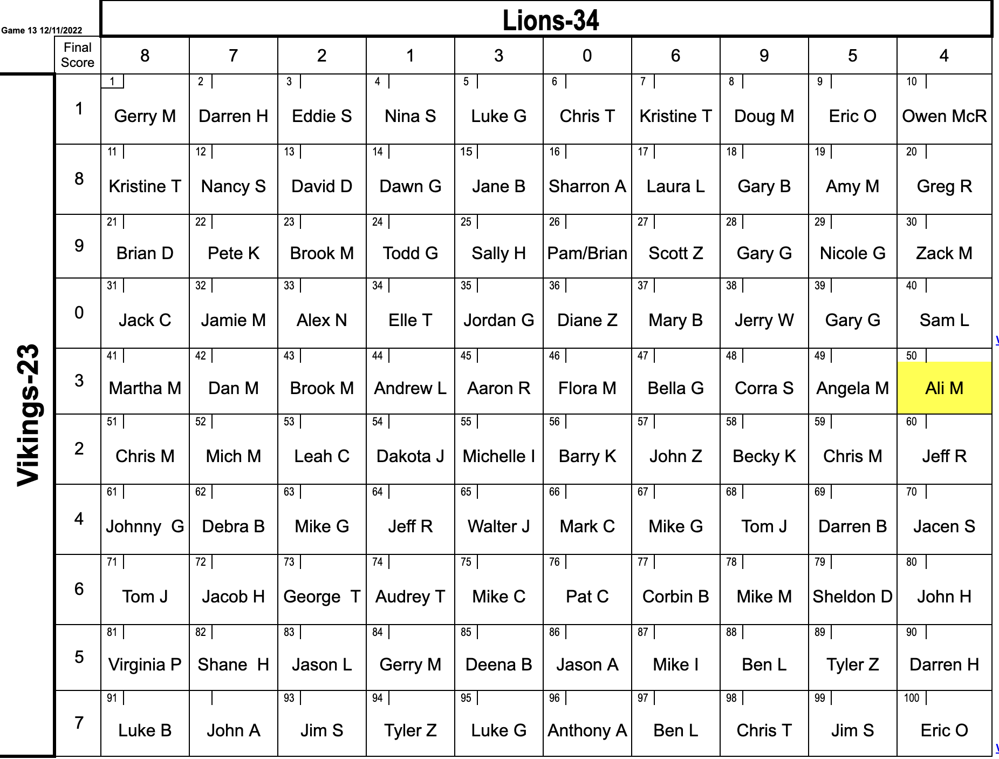 Lions-34
Game 13 12/11/2022
Final Score 8 7 2 1 3 0 6 9 5 4
Vikings-23
1 2 3 4 5 6 7 8 9 10
1 Gerry M Darren H Eddie S Nina S Luke G Chris T Kristine T Doug M Eric O Owen McR
11 12 13 14 15 16 17 18 19 20
8 Kristine T Nancy S David D Dawn G Jane B Sharron A Laura L Gary B Amy M Greg R
21 22 23 24 25 26 27 28 29 30
9 Brian D Pete K Brook M Todd G Sally H Pam/Brian Scott Z Gary G Nicole G Zack M
31 32 33 34 35 36 37 38 39 40
0 Jack C Jamie M Alex N Elle T Jordan G Diane Z Mary B Jerry W Gary G Sam L
41 42 43 44 45 46 47 48 49 50
3 Martha M Dan M Brook M Andrew L Aaron R Flora M Bella G Corra S Angela M Ali M
51 52 53 54 55 56 57 58 59 60
2 Chris M Mich M Leah C Dakota J Michelle I Barry K John Z Becky K Chris M Jeff R
61 62 63 64 65 66 67 68 69 70
4 Johnny G Debra B Mike G Jeff R Walter J Mark C Mike G Tom J Darren B Jacen S
71 72 73 74 75 76 77 78 79 80
6 Tom J Jacob H George T Audrey T Mike C Pat C Corbin B Mike M Sheldon D John H
81 82 83 84 85 86 87 88 89 90
5 Virginia P Shane H Jason L Gerry M Deena B Jason A Mike I Ben L Tyler Z Darren H
91 93 94 95 96 97 98 99 100
7 Luke B John A Jim S Tyler Z Luke G Anthony A Ben L Chris T Jim S Eric O